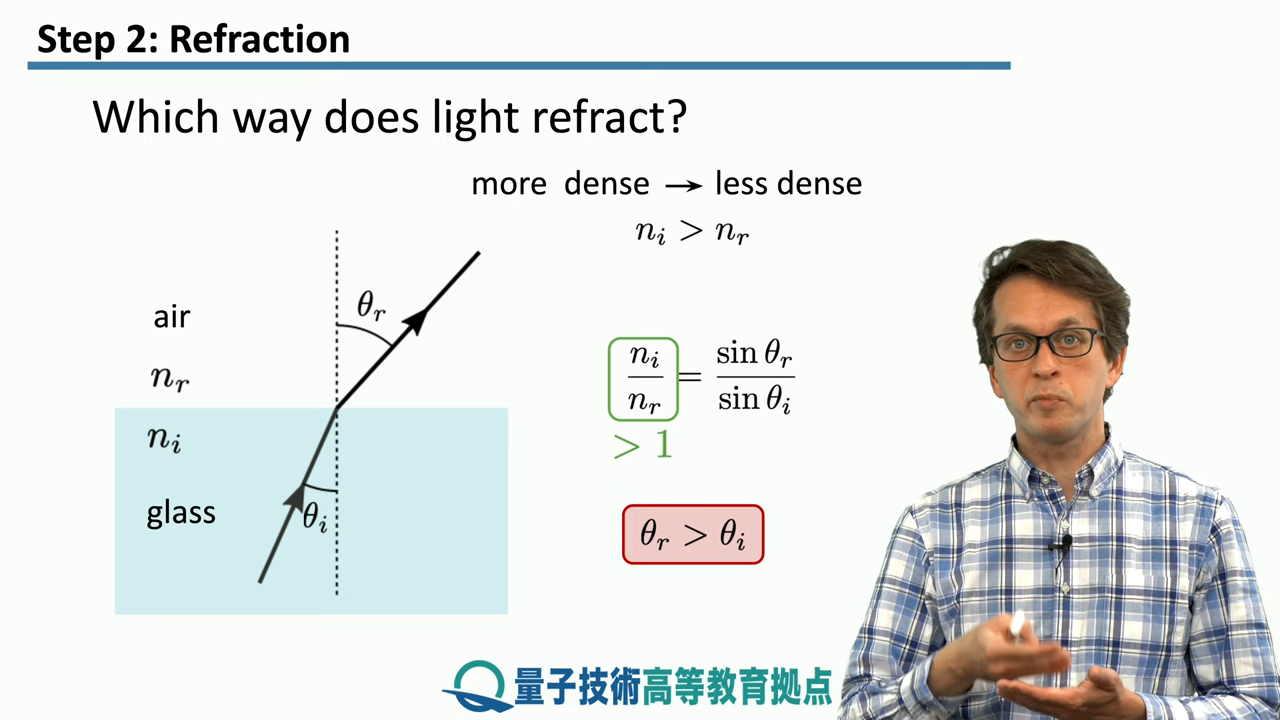 Step 2: Refraction
Which way does light refract?
more dense → less dense
n_i > n_r
θ_r
air
n_r
n_i
glass
θ_i
n_i / n_r = sin θ_r / sin θ_i
> 1
θ_r > θ_i
量子技術高等教育拠点